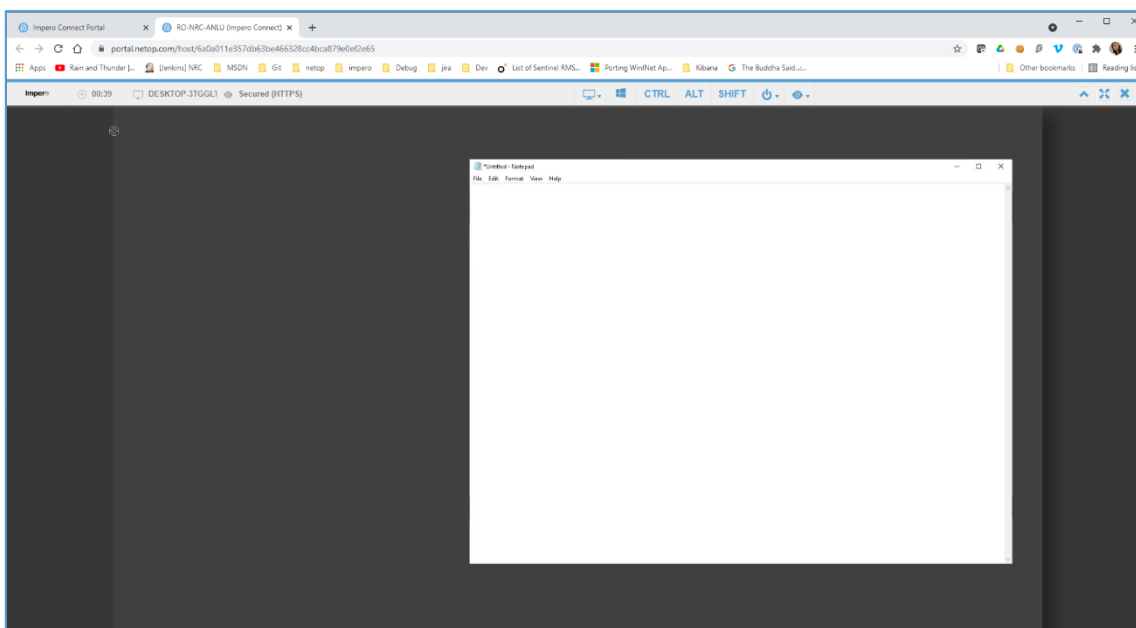 Impero Connect Portal
RO-NRC-ANLU (Impero Connect)
portal.netop.com/host/6a0a011e357db63be466328cc4bca879e0ef2e65
Apps Rain and Thunder |... [Jenkins] NRC MSDN Git netop impero Debug jira Dev List of Sentinel RMS... Porting WinINet Ap... Kibana G The Buddha Said...:... Other bookmarks Reading lis
Impero 00:39 DESKTOP-3TGGL1 Secured (HTTPS) CTRL ALT SHIFT
*Untitled - Notepad
File Edit Format View Help